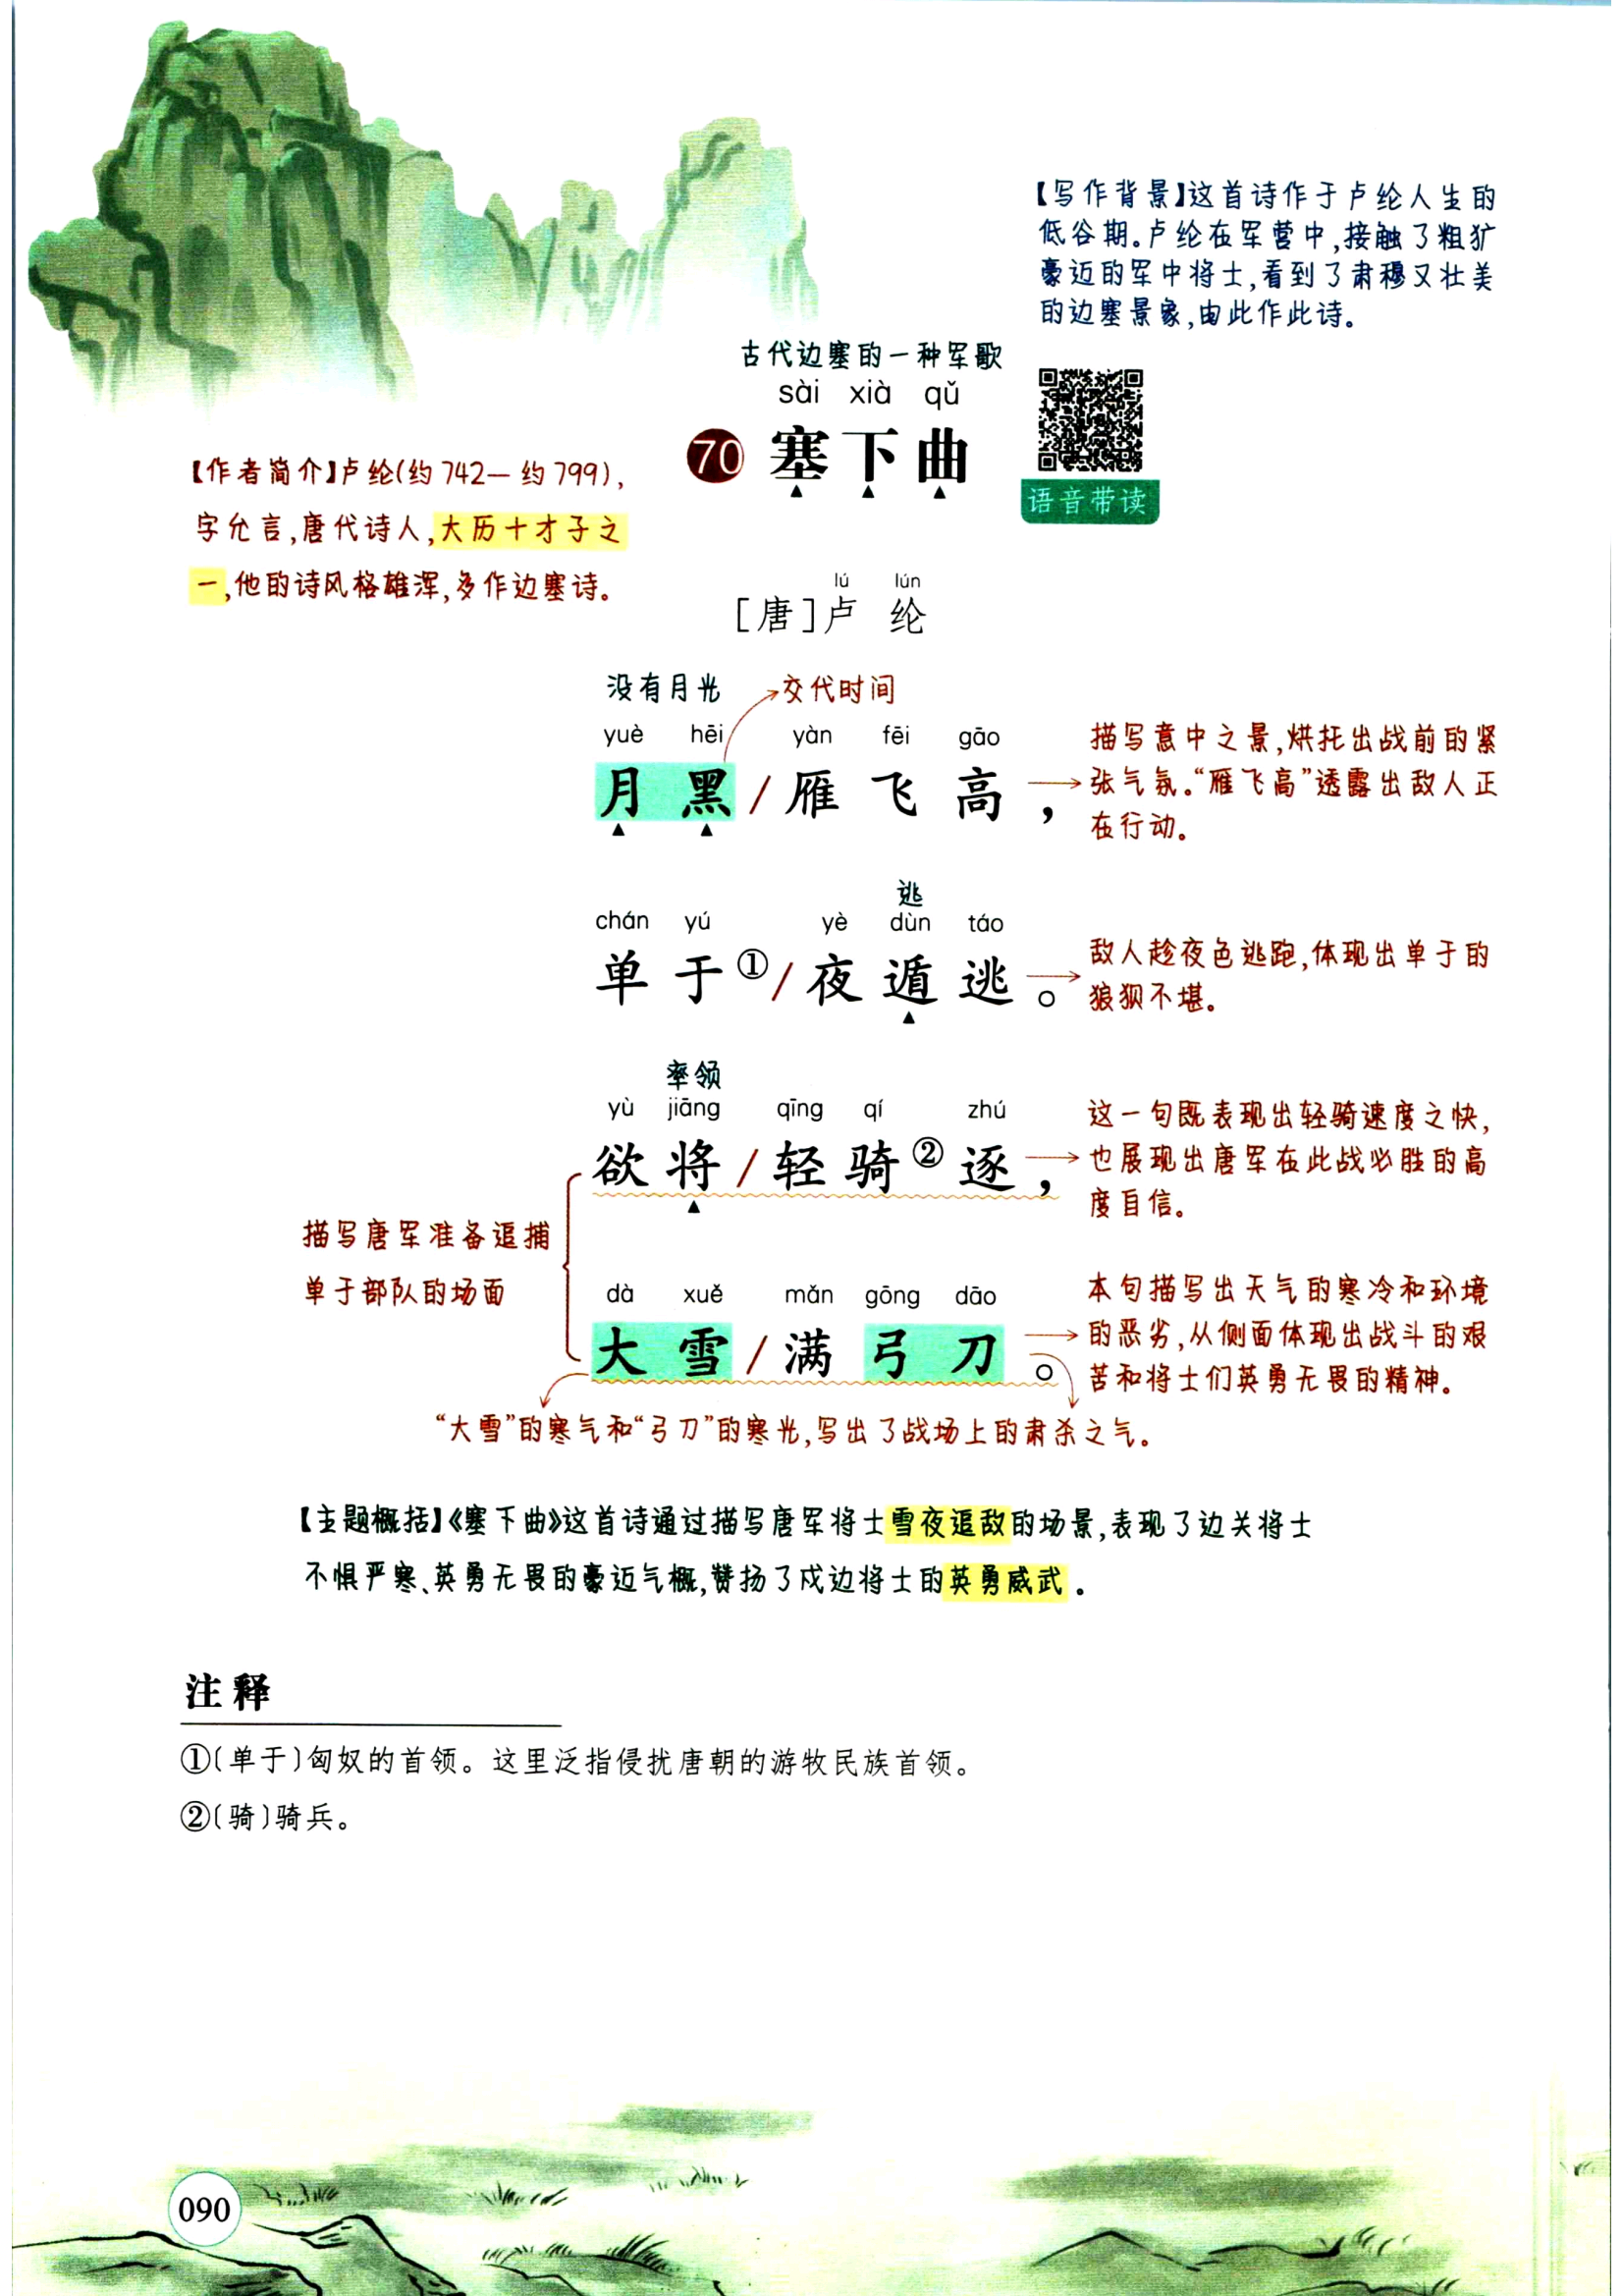 【写作背景】这首诗作于卢纶人生的
低谷期。卢纶在军营中,接触了粗犷
豪迈的军中将士,看到了肃穆又壮美
的边塞景象,由此作此诗。
古代边塞的一种军歌
sài xià qǔ
70 塞下曲
语音带读
【作者简介】卢纶(约742—约799),
字允言,唐代诗人,大历十才子之
一,他的诗风格雄浑,多作边塞诗。
lú lún
[唐]卢 纶
没有月光 交代时间
yuè hēi yàn fēi gāo
月黑/雁飞高,
描写意中之景,烘托出战前的紧
张气氛。“雁飞高”透露出敌人正
在行动。
逃
chán yú yè dùn táo
单于①/夜遁逃。
敌人趁夜色逃跑,体现出单于的
狼狈不堪。
率领
yù jiāng qīng qí zhú
欲将/轻骑②逐,
这一句既表现出轻骑速度之快,
也展现出唐军在此战必胜的高
度自信。
描写唐军准备追捕
单于部队的场面
dà xuě mǎn gōng dāo
大雪/满弓刀。
本句描写出天气的寒冷和环境
的恶劣,从侧面体现出战斗的艰
苦和将士们英勇无畏的精神。
“大雪”的寒气和“弓刀”的寒光,写出了战场上的肃杀之气。
【主题概括】《塞下曲》这首诗通过描写唐军将士雪夜追敌的场景,表现了边关将士
不惧严寒、英勇无畏的豪迈气概,赞扬了戍边将士的英勇威武。
注释
①〔单于〕匈奴的首领。这里泛指侵扰唐朝的游牧民族首领。
②〔骑〕骑兵。
090